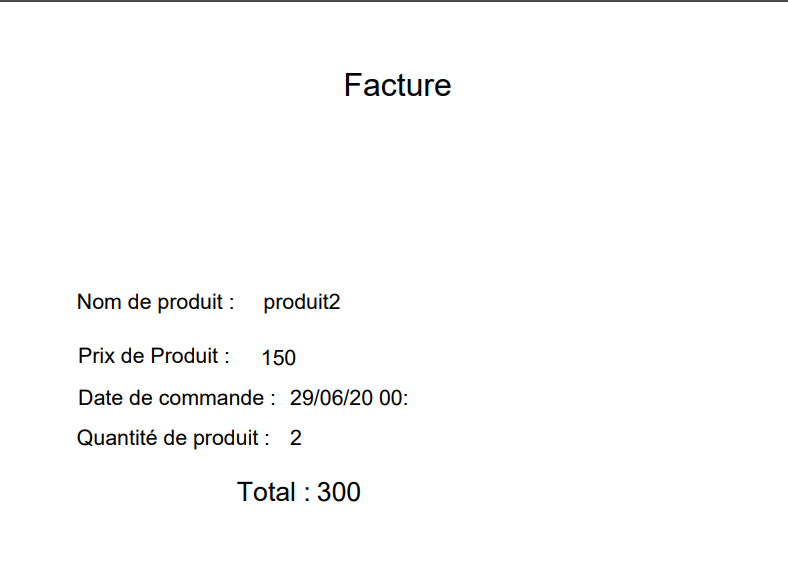 Facture
Nom de produit : produit2
Prix de Produit : 150
Date de commande : 29/06/20 00:
Quantité de produit : 2
Total : 300